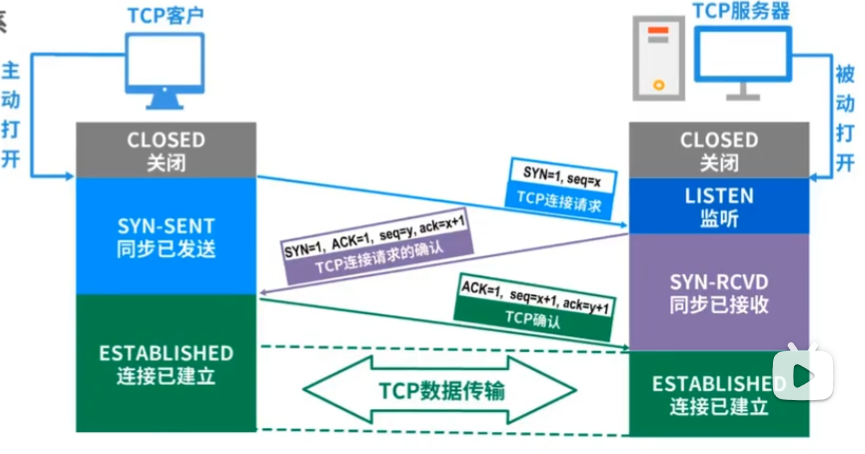 系
TCP客户
TCP服务器
主动打开
被动打开
CLOSED
关闭
CLOSED
关闭
SYN=1, seq=x
TCP连接请求
LISTEN
监听
SYN-SENT
同步已发送
SYN=1, ACK=1, seq=y, ack=x+1
TCP连接请求的确认
SYN-RCVD
同步已接收
ACK=1, seq=x+1, ack=y+1
TCP确认
ESTABLISHED
连接已建立
TCP数据传输
ESTABLISHED
连接已建立